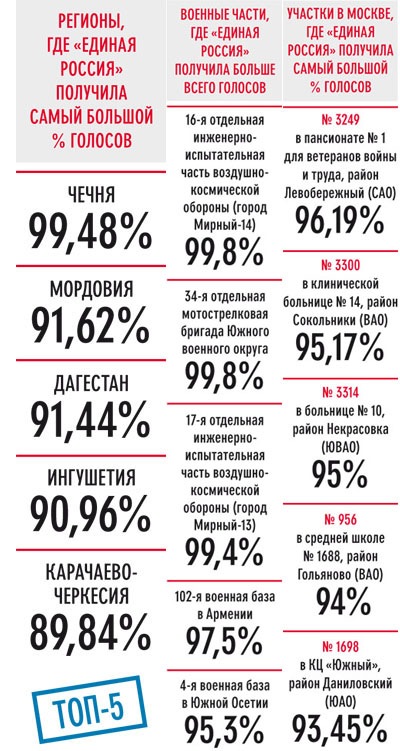 РЕГИОНЫ,
ГДЕ «ЕДИНАЯ
РОССИЯ»
ПОЛУЧИЛА
САМЫЙ БОЛЬШОЙ
% ГОЛОСОВ
ЧЕЧНЯ
99,48%
МОРДОВИЯ
91,62%
ДАГЕСТАН
91,44%
ИНГУШЕТИЯ
90,96%
КАРАЧАЕВО-
ЧЕРКЕСИЯ
89,84%
ТОП-5
ВОЕННЫЕ ЧАСТИ,
ГДЕ «ЕДИНАЯ
РОССИЯ»
ПОЛУЧИЛА БОЛЬШЕ
ВСЕГО ГОЛОСОВ
16-я отдельная
инженерно-
испытательная
часть воздушно-
космической
обороны (город
Мирный-14)
99,8%
34-я отдельная
мотострелковая
бригада Южного
военного округа
99,8%
17-я отдельная
инженерно-
испытательная
часть воздушно-
космической
обороны (город
Мирный-13)
99,4%
102-я военная база
в Армении
97,5%
4-я военная база
в Южной Осетии
95,3%
УЧАСТКИ В МОСКВЕ,
ГДЕ «ЕДИНАЯ
РОССИЯ» ПОЛУЧИЛА
САМЫЙ БОЛЬШОЙ
% ГОЛОСОВ
№ 3249
в пансионате № 1
для ветеранов войны
и труда, район
Левобережный (САО)
96,19%
№ 3300
в клинической
больнице № 14, район
Сокольники (ВАО)
95,17%
№ 3314
в больнице № 10,
район Некрасовка
(ЮВАО)
95%
№ 956
в средней школе
№ 1688, район
Гольяново (ВАО)
94%
№ 1698
в КЦ «Южный»,
район Даниловский
(ЮАО)
93,45%